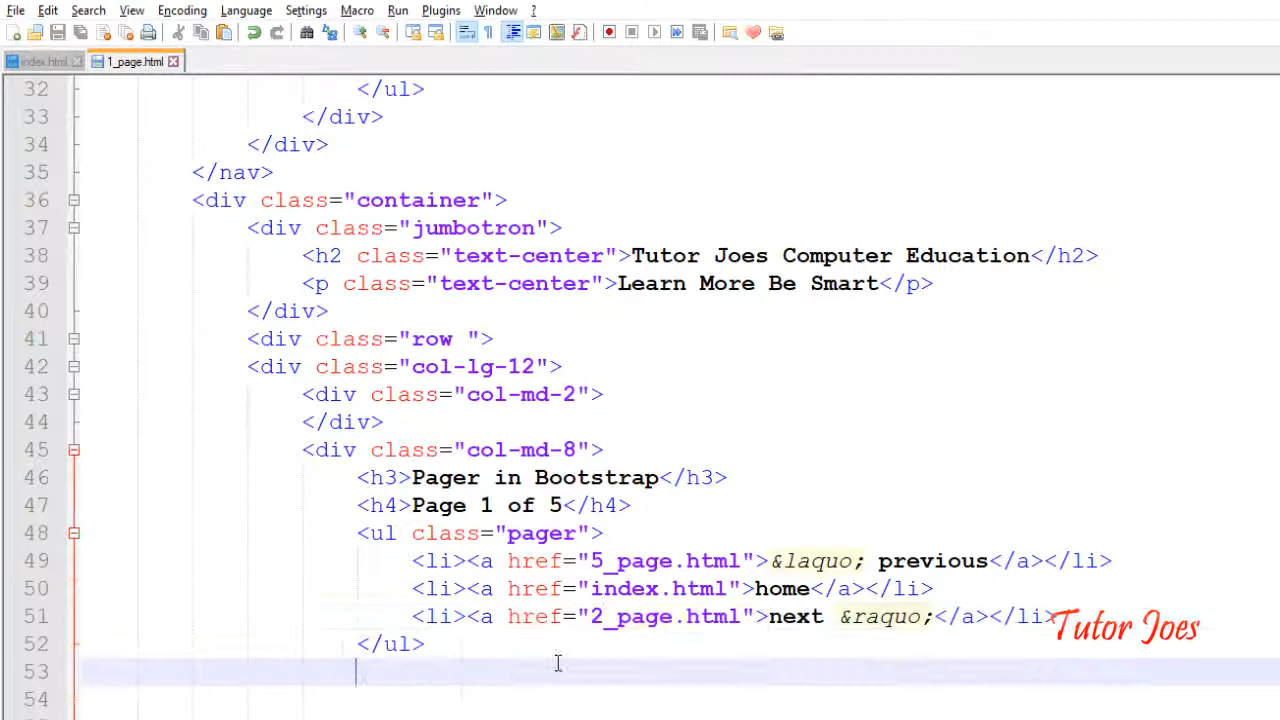 File Edit Search View Encoding Language Settings Macro Run Plugins Window ?
index.html 1_page.html
32 </ul>
33 </div>
34 </div>
35 </nav>
36 <div class="container">
37 <div class="jumbotron">
38 <h2 class="text-center">Tutor Joes Computer Education</h2>
39 <p class="text-center">Learn More Be Smart</p>
40 </div>
41 <div class="row ">
42 <div class="col-lg-12">
43 <div class="col-md-2">
44 </div>
45 <div class="col-md-8">
46 <h3>Pager in Bootstrap</h3>
47 <h4>Page 1 of 5</h4>
48 <ul class="pager">
49 <li><a href="5_page.html">&laquo; previous</a></li>
50 <li><a href="index.html">home</a></li>
51 <li><a href="2_page.html">next &raquo;</a></li>
Tutor Joes
52 </ul>
53
54